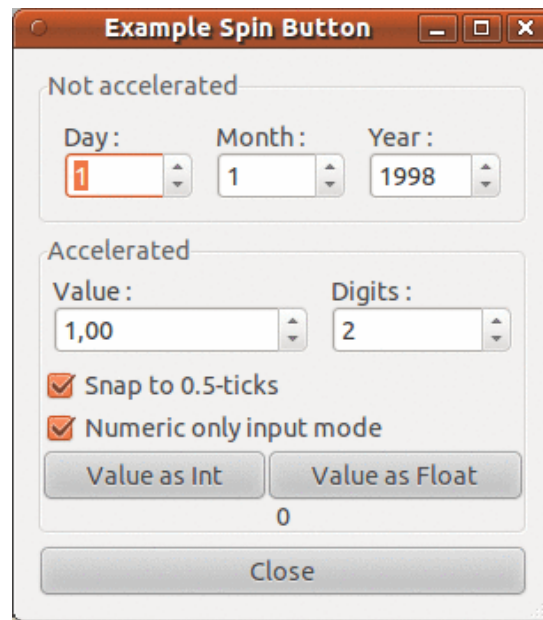 Example Spin Button
Not accelerated
Day : Month : Year :
1 1 1998
Accelerated
Value : Digits :
1,00 2
Snap to 0.5-ticks
Numeric only input mode
Value as Int Value as Float
0
Close